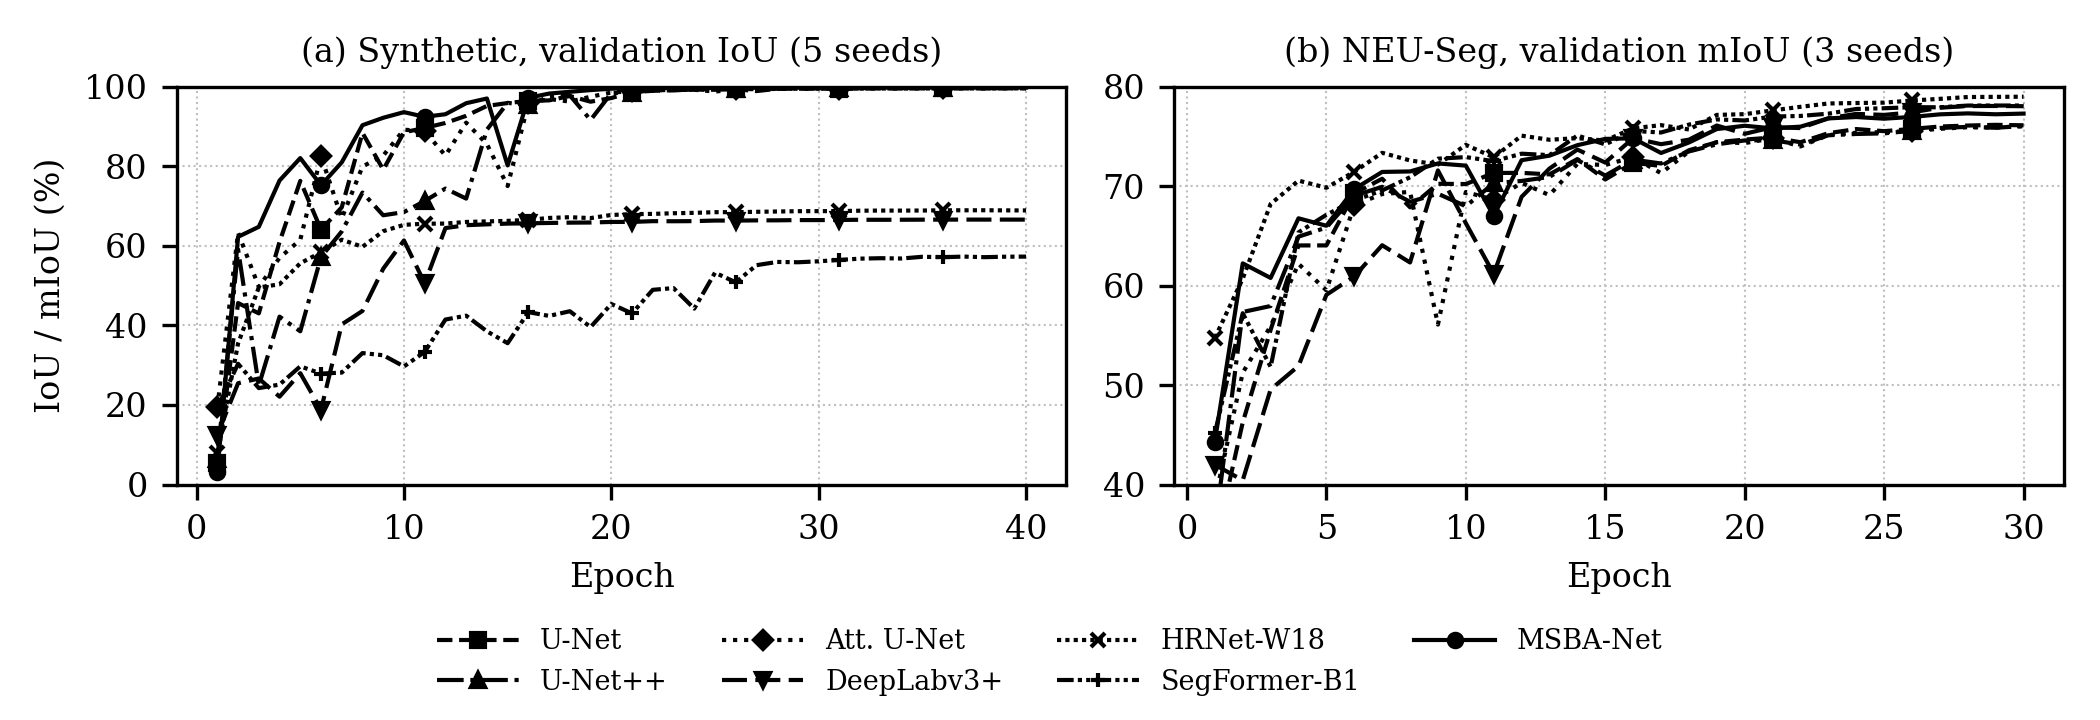 (a) Synthetic, validation IoU (5 seeds)
100
80
60
40
20
0
IoU / mIoU (%)
0 10 20 30 40
Epoch
(b) NEU-Seg, validation mIoU (3 seeds)
80
70
60
50
40
0 5 10 15 20 25 30
Epoch
U-Net Att. U-Net HRNet-W18 MSBA-Net
U-Net++ DeepLabv3+ SegFormer-B1